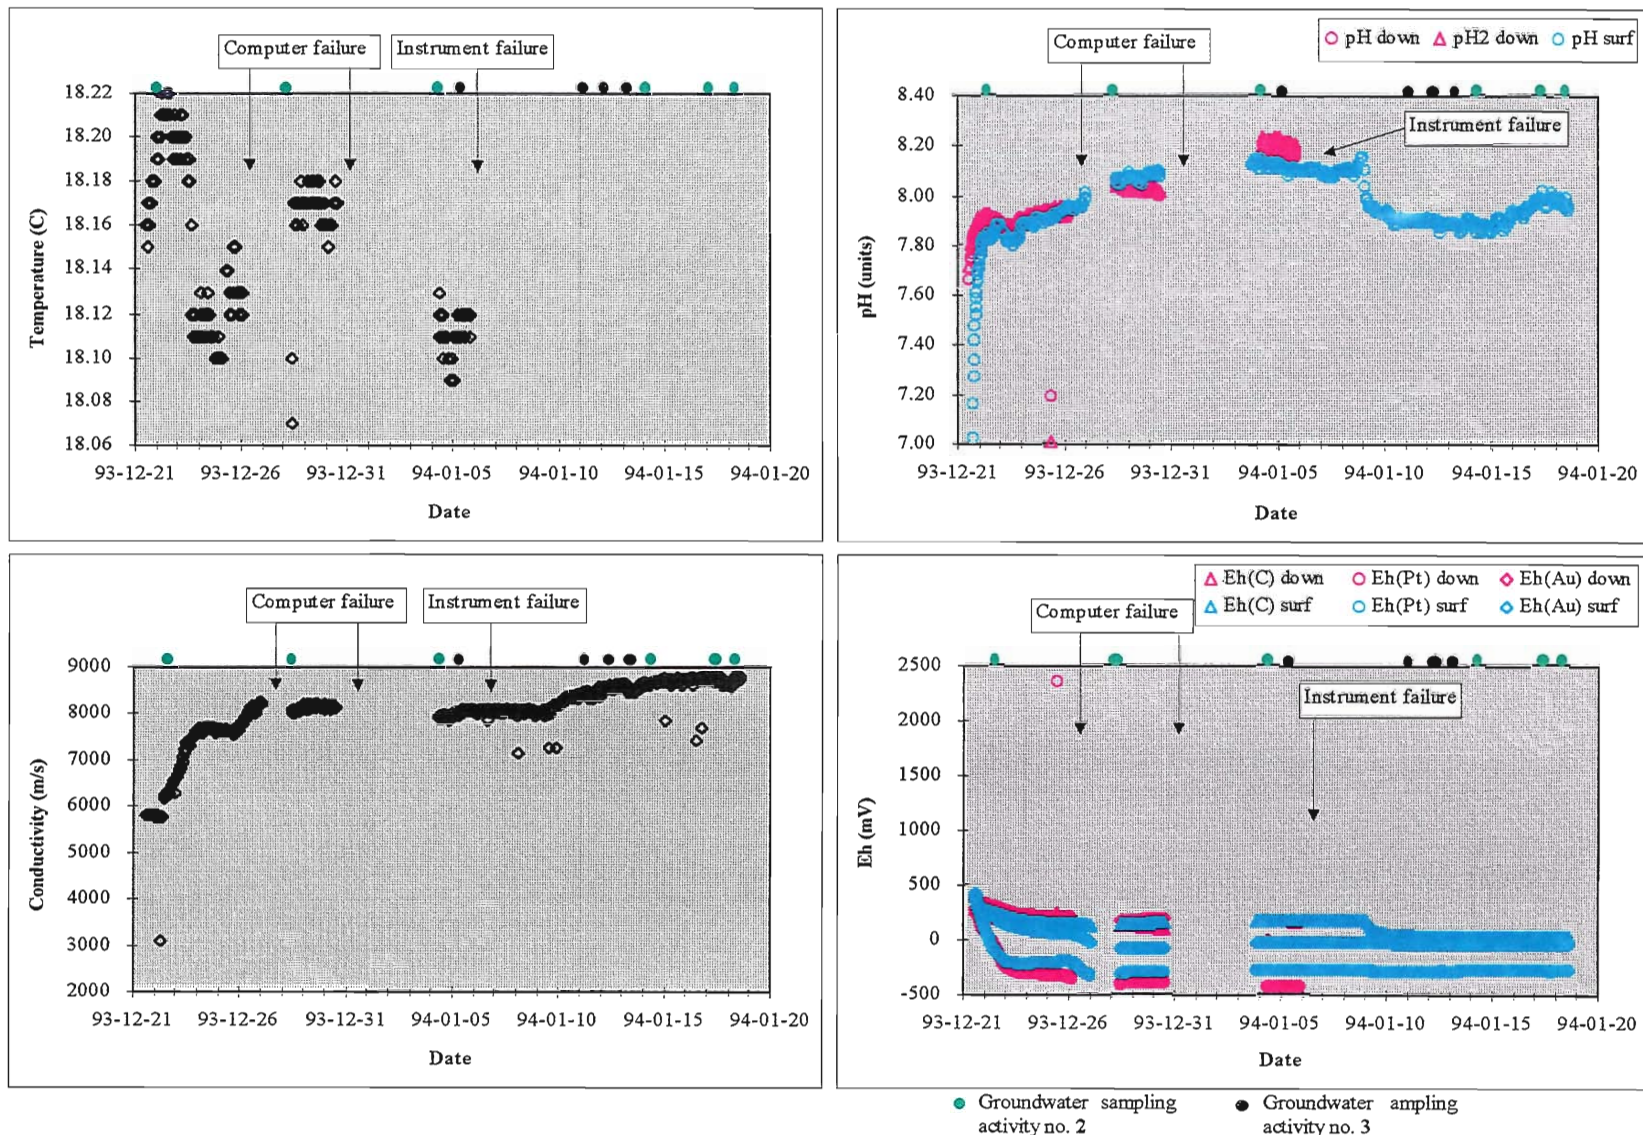 Computer failure
Instrument failure
18.22
18.20
18.18
18.16
18.14
18.12
18.10
18.08
18.06
Temperature (C)
93-12-21 93-12-26 93-12-31 94-01-05 94-01-10 94-01-15 94-01-20
Date
pH down pH2 down pH surf
Computer failure
Instrument failure
8.40
8.20
8.00
7.80
7.60
7.40
7.20
7.00
pH (units)
93-12-21 93-12-26 93-12-31 94-01-05 94-01-10 94-01-15 94-01-20
Date
Computer failure
Instrument failure
9000
8000
7000
6000
5000
4000
3000
2000
Conductivity (m/s)
93-12-21 93-12-26 93-12-31 94-01-05 94-01-10 94-01-15 94-01-20
Date
Eh(C) down Eh(Pt) down Eh(Au) down
Eh(C) surf Eh(Pt) surf Eh(Au) surf
Computer failure
Instrument failure
2500
2000
1500
1000
500
0
-500
Eh (mV)
93-12-21 93-12-26 93-12-31 94-01-05 94-01-10 94-01-15 94-01-20
Date
Groundwater sampling
activity no. 2
Groundwater ampling
activity no. 3